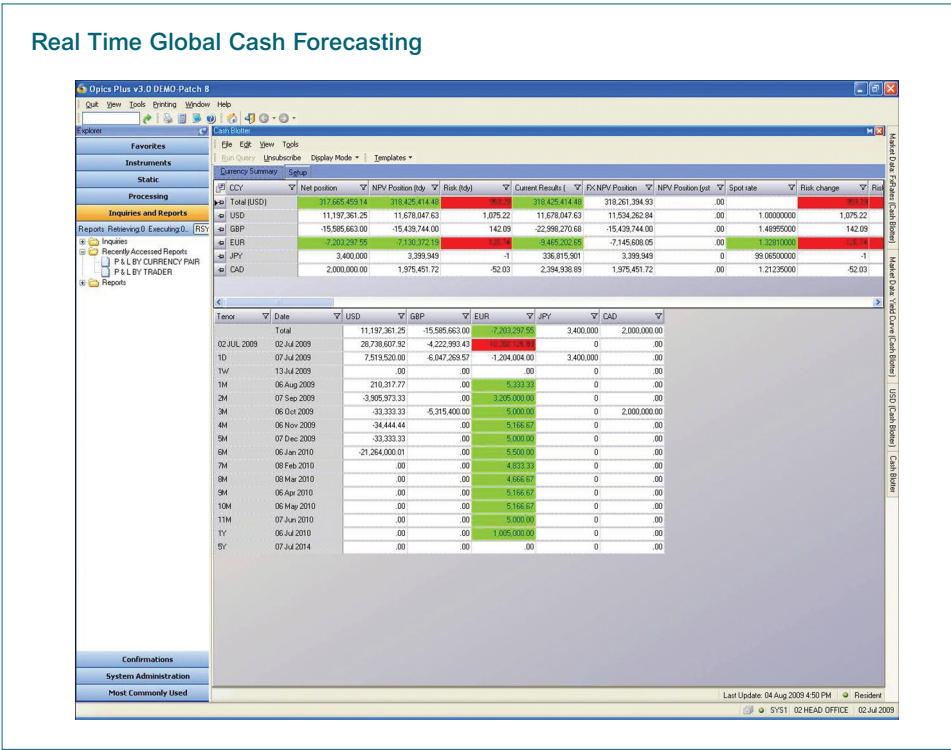 Real Time Global Cash Forecasting
Opics Plus v3.0 DEMO-Patch 8
Quit View Tools Printing Window Help
Explorer
Cash Blotter
Favorites
Instruments
Static
Processing
Inquiries and Reports
Reports Retrieving:0 Executing:0.. RSY
Inquiries
Recently Accessed Reports
P & L BY CURRENCY PAIR
P & L BY TRADER
Reports
Confirmations
System Administration
Most Commonly Used
File Edit View Tools
Run Query Unsubscribe Display Mode Templates
Currency Summary Setup
CCY Net position NPV Position (tdy Risk (tdy) Current Results ( FX NPV Position NPV Position (yst Spot rate Risk change Risl
Total (USD) 317,665,459.14 318,425,414.48 318,425,414.48 318,261,394.93 .00
USD 11,197,361.25 11,678,047.63 1,075.22 11,678,047.63 11,534,262.84 .00 1.00000000 1,075.22
GBP -15,585,663.00 -15,439,744.00 142.09 -22,998,270.68 -15,439,744.00 .00 1.48955000 142.09
EUR -7,203,297.55 -7,130,372.19 -9,465,202.65 -7,145,608.05 .00 1.32810000
JPY 3,400,000 3,399,949 -1 336,815,901 3,399,949 0 99.06500000 -1
CAD 2,000,000.00 1,975,451.72 -52.03 2,394,938.89 1,975,451.72 .00 1.21235000 -52.03
Tenor Date USD GBP EUR JPY CAD
Total 11,197,361.25 -15,585,663.00 -7,203,297.55 3,400,000 2,000,000.00
02 JUL 2009 02 Jul 2009 28,738,607.92 -4,222,993.43 0 .00
1D 07 Jul 2009 7,519,520.00 -6,047,269.57 -1,204,004.00 3,400,000 .00
1W 13 Jul 2009 .00 .00 .00 0 .00
1M 06 Aug 2009 210,317.77 .00 5,333.33 0 .00
2M 07 Sep 2009 -3,905,973.33 .00 3,205,000.00 0 .00
3M 06 Oct 2009 -33,333.33 -5,315,400.00 5,000.00 0 2,000,000.00
4M 06 Nov 2009 -34,444.44 .00 5,166.67 0 .00
5M 07 Dec 2009 -33,333.33 .00 5,000.00 0 .00
6M 06 Jan 2010 -21,264,000.01 .00 5,500.00 0 .00
7M 08 Feb 2010 .00 .00 4,833.33 0 .00
8M 08 Mar 2010 .00 .00 4,666.67 0 .00
9M 06 Apr 2010 .00 .00 5,166.67 0 .00
10M 06 May 2010 .00 .00 5,166.67 0 .00
11M 07 Jun 2010 .00 .00 5,000.00 0 .00
1Y 06 Jul 2010 .00 .00 1,005,000.00 0 .00
5Y 07 Jul 2014 .00 .00 .00 0 .00
Market Data: FxRates (Cash Blotter)
Market Data: Yield Curve (Cash Blotter)
USD (Cash Blotter)
Cash Blotter
Last Update: 04 Aug 2009 4:50 PM Resident
SYS1 02 HEAD OFFICE 02 Jul 2009